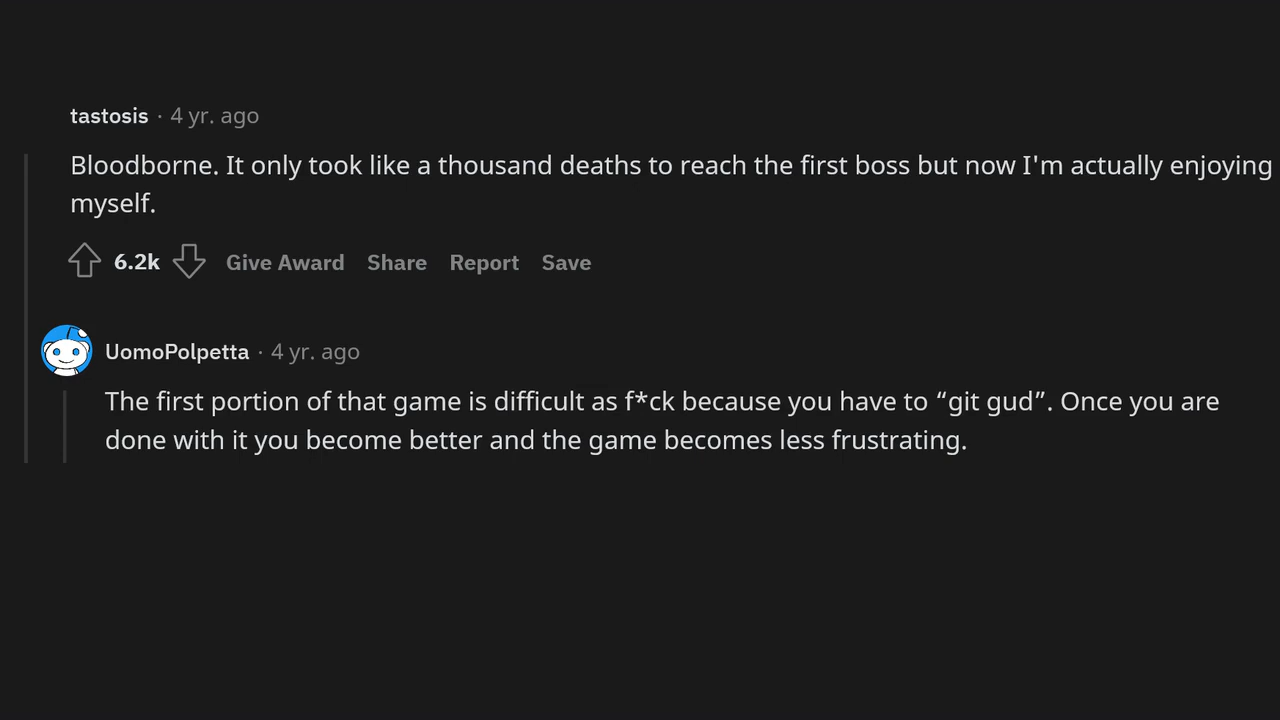 tastosis · 4 yr. ago
Bloodborne. It only took like a thousand deaths to reach the first boss but now I'm actually enjoying
myself.
6.2k Give Award Share Report Save
UomoPolpetta · 4 yr. ago
The first portion of that game is difficult as f*ck because you have to “git gud”. Once you are
done with it you become better and the game becomes less frustrating.